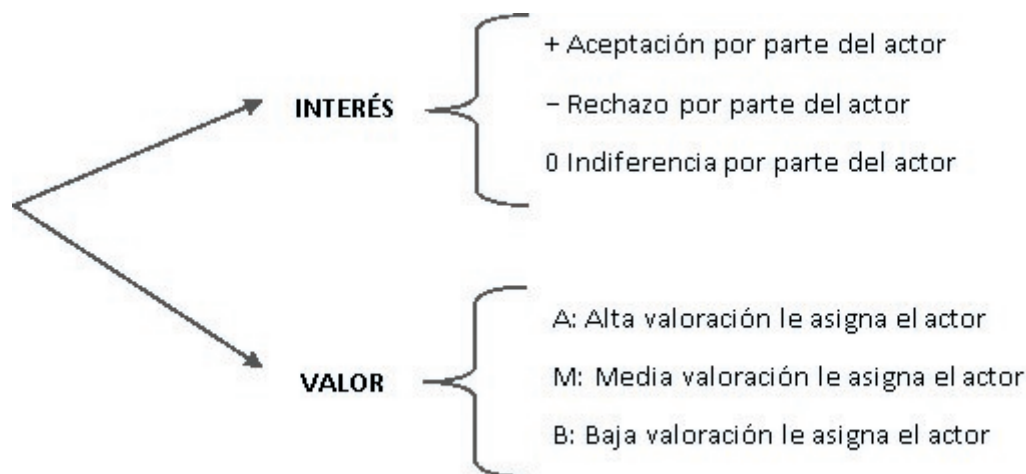 INTERÉS
+ Aceptación por parte del actor
– Rechazo por parte del actor
0 Indiferencia por parte del actor
VALOR
A: Alta valoración le asigna el actor
M: Media valoración le asigna el actor
B: Baja valoración le asigna el actor